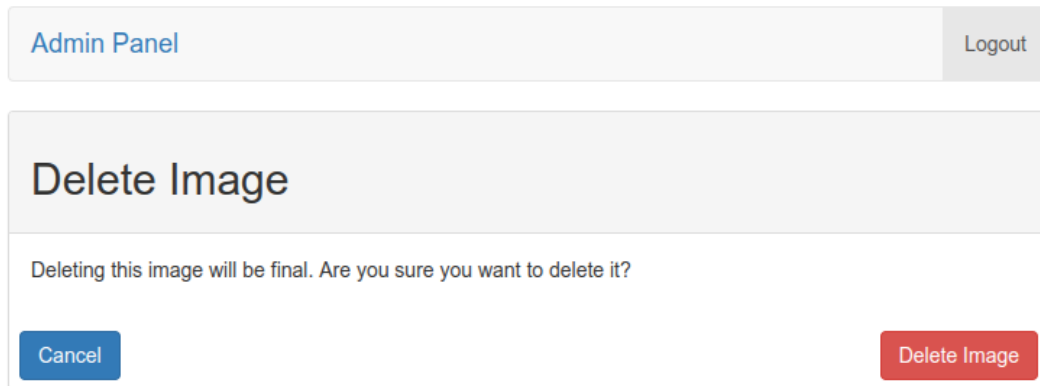 Admin Panel Logout
Delete Image
Deleting this image will be final. Are you sure you want to delete it?
Cancel Delete Image